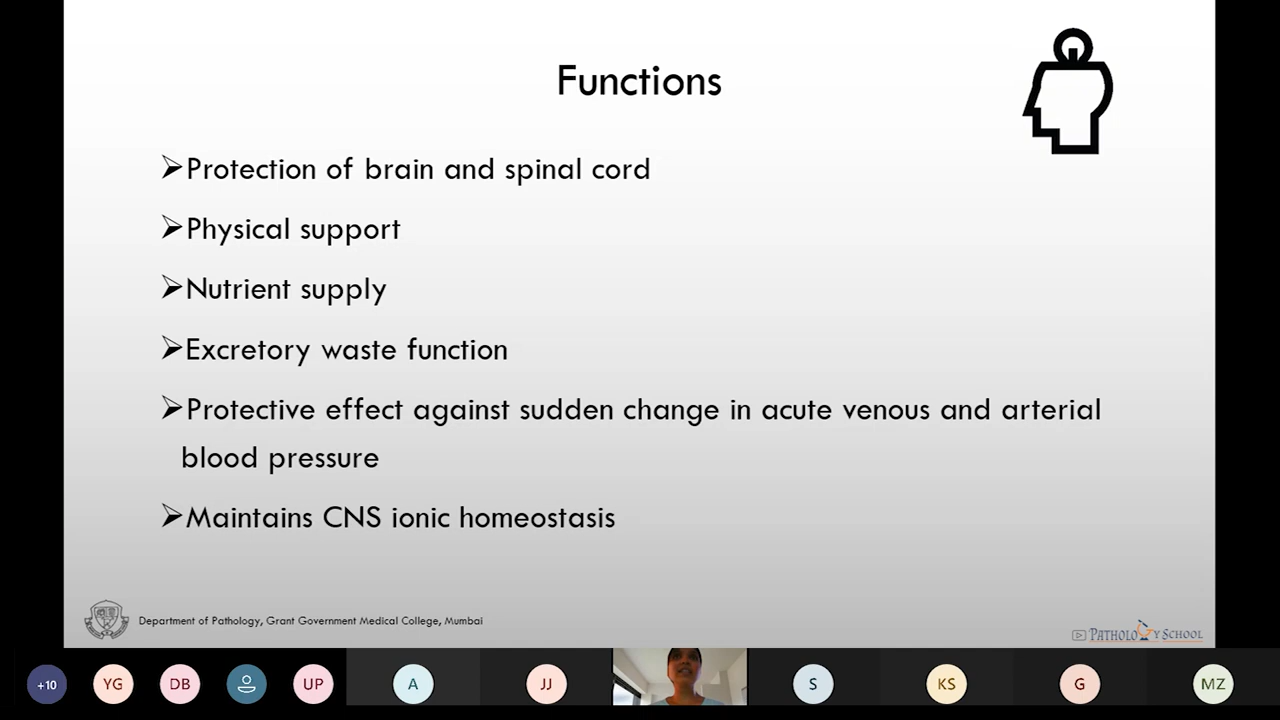 Functions
➢Protection of brain and spinal cord
➢Physical support
➢Nutrient supply
➢Excretory waste function
➢Protective effect against sudden change in acute venous and arterial
blood pressure
➢Maintains CNS ionic homeostasis
Department of Pathology, Grant Government Medical College, Mumbai
PATHOLOGY SCHOOL
+10 YG DB UP A JJ S KS G MZ